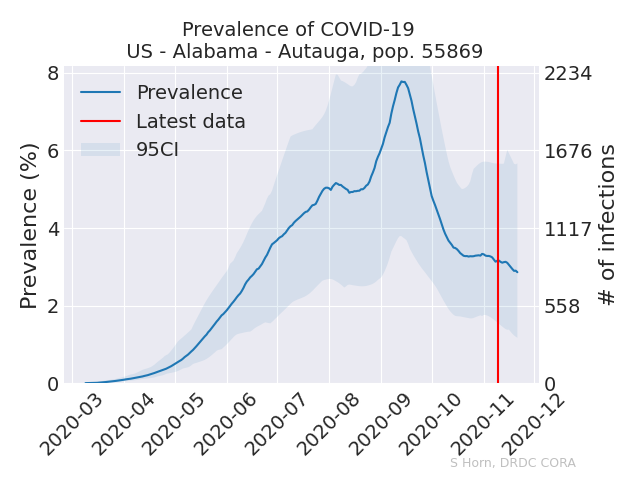 Prevalence of COVID-19
US - Alabama - Autauga, pop. 55869
Prevalence
Latest data
95CI
Prevalence (%)
8
6
4
2
0
2234
1676
1117
558
0
# of infections
2020-03
2020-04
2020-05
2020-06
2020-07
2020-08
2020-09
2020-10
2020-11
2020-12
S Horn, DRDC CORA